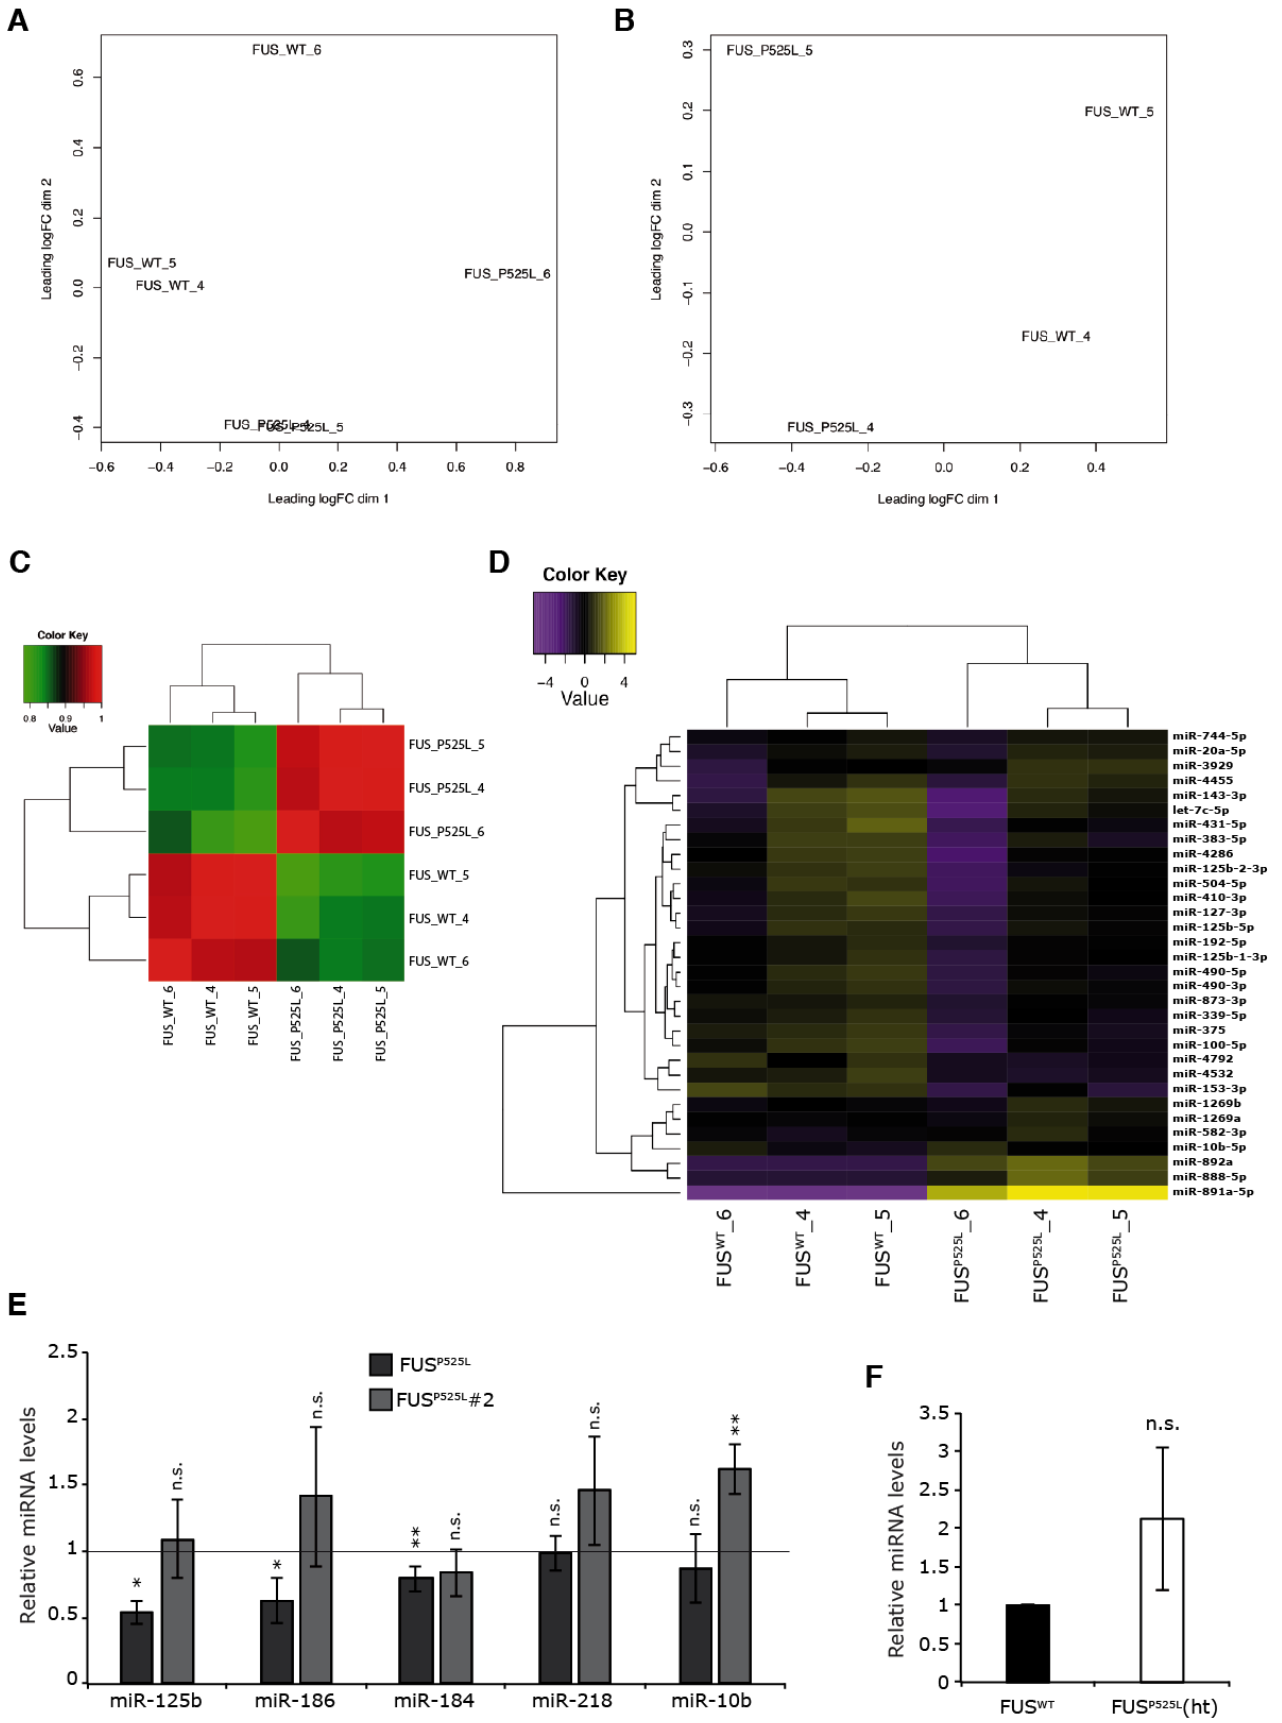 A
FUS_WT_6
FUS_WT_5
FUS_WT_4
FUS_P525L_6
FUS_P525L_5
0.6
0.4
0.2
0.0
−0.2
−0.4
Leading logFC dim 2
−0.6
−0.4
−0.2
0.0
0.2
0.4
0.6
0.8
Leading logFC dim 1
B
FUS_P525L_5
FUS_WT_5
FUS_WT_4
FUS_P525L_4
0.3
0.2
0.1
0.0
−0.1
−0.2
−0.3
Leading logFC dim 2
−0.6
−0.4
−0.2
0.0
0.2
0.4
Leading logFC dim 1
C
Color Key
0.8
0.9
1
Value
FUS_P525L_5
FUS_P525L_4
FUS_P525L_6
FUS_WT_5
FUS_WT_4
FUS_WT_6
FUS_WT_6
FUS_WT_4
FUS_WT_5
FUS_P525L_6
FUS_P525L_4
FUS_P525L_5
D
Color Key
−4
0
4
Value
miR-744-5p
miR-20a-5p
miR-3929
miR-4455
miR-143-3p
let-7c-5p
miR-431-5p
miR-383-5p
miR-4286
miR-125b-2-3p
miR-504-5p
miR-410-3p
miR-127-3p
miR-125b-5p
miR-192-5p
miR-125b-1-3p
miR-490-5p
miR-490-3p
miR-873-3p
miR-339-5p
miR-375
miR-100-5p
miR-4792
miR-4532
miR-153-3p
miR-1269b
miR-1269a
miR-582-3p
miR-10b-5p
miR-892a
miR-888-5p
miR-891a-5p
FUSᵂᵀ_6
FUSᵂᵀ_4
FUSᵂᵀ_5
FUSᴾ⁵²⁵ᴸ_6
FUSᴾ⁵²⁵ᴸ_4
FUSᴾ⁵²⁵ᴸ_5
E
Relative miRNA levels
2.5
2
1.5
1
0.5
0
FUSᴾ⁵²⁵ᴸ
FUSᴾ⁵²⁵ᴸ#2
*
n.s.
*
n.s.
**
n.s.
n.s.
n.s.
n.s.
**
miR-125b
miR-186
miR-184
miR-218
miR-10b
F
Relative miRNA levels
3.5
3
2.5
2
1.5
1
0.5
0
n.s.
FUSᵂᵀ
FUSᴾ⁵²⁵ᴸ(ht)